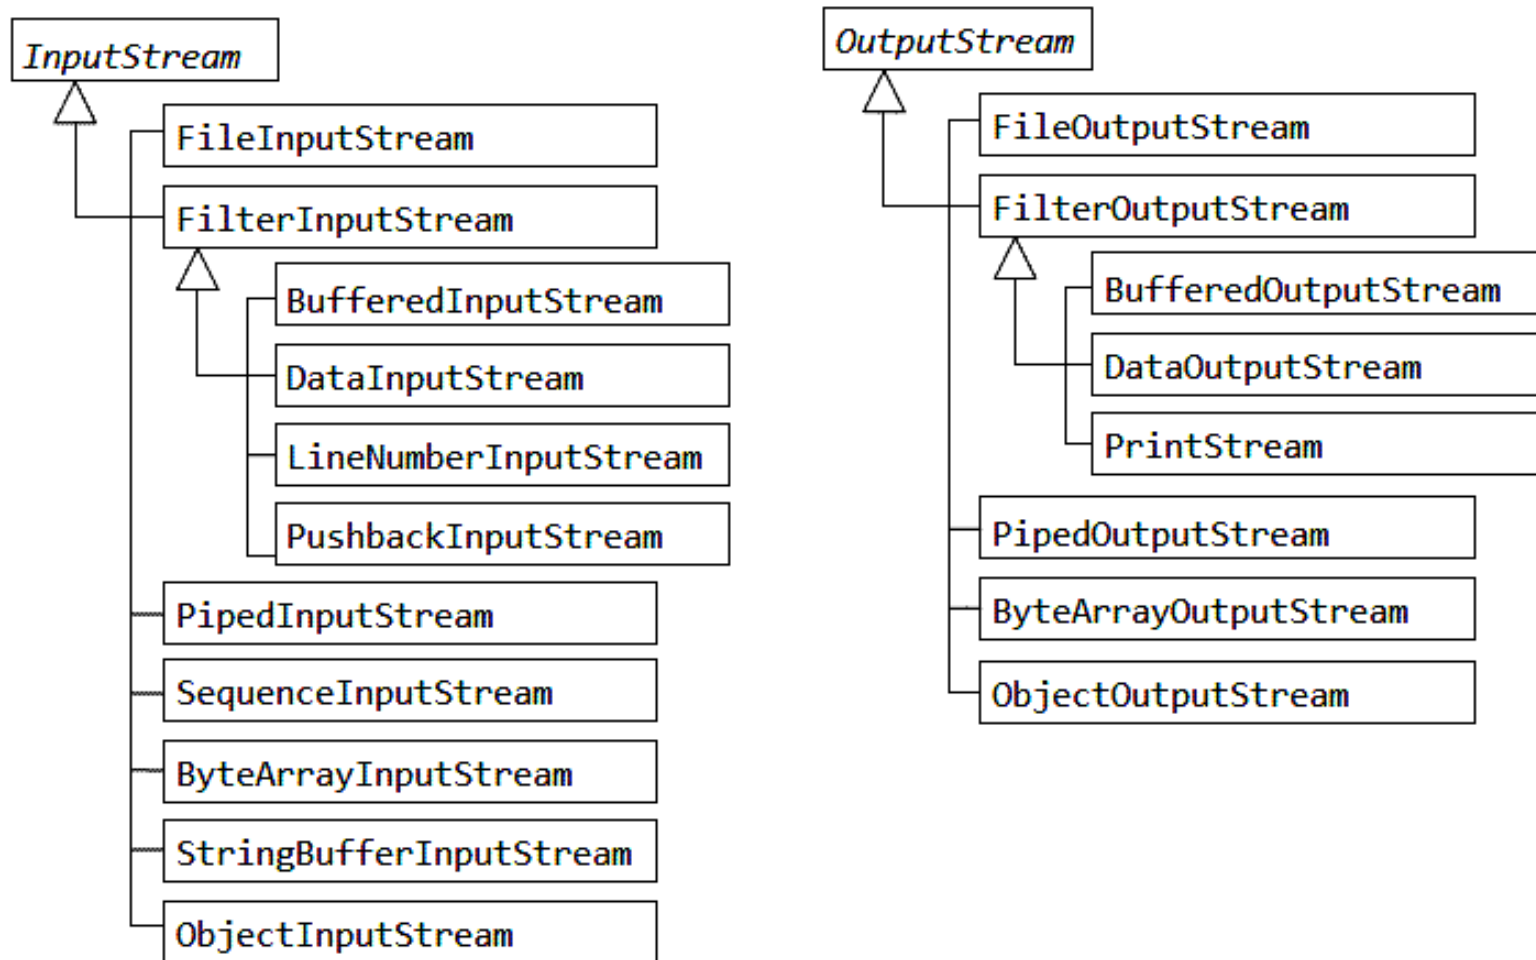 InputStream
FileInputStream
FilterInputStream
BufferedInputStream
DataInputStream
LineNumberInputStream
PushbackInputStream
PipedInputStream
SequenceInputStream
ByteArrayInputStream
StringBufferInputStream
ObjectInputStream
OutputStream
FileOutputStream
FilterOutputStream
BufferedOutputStream
DataOutputStream
PrintStream
PipedOutputStream
ByteArrayOutputStream
ObjectOutputStream